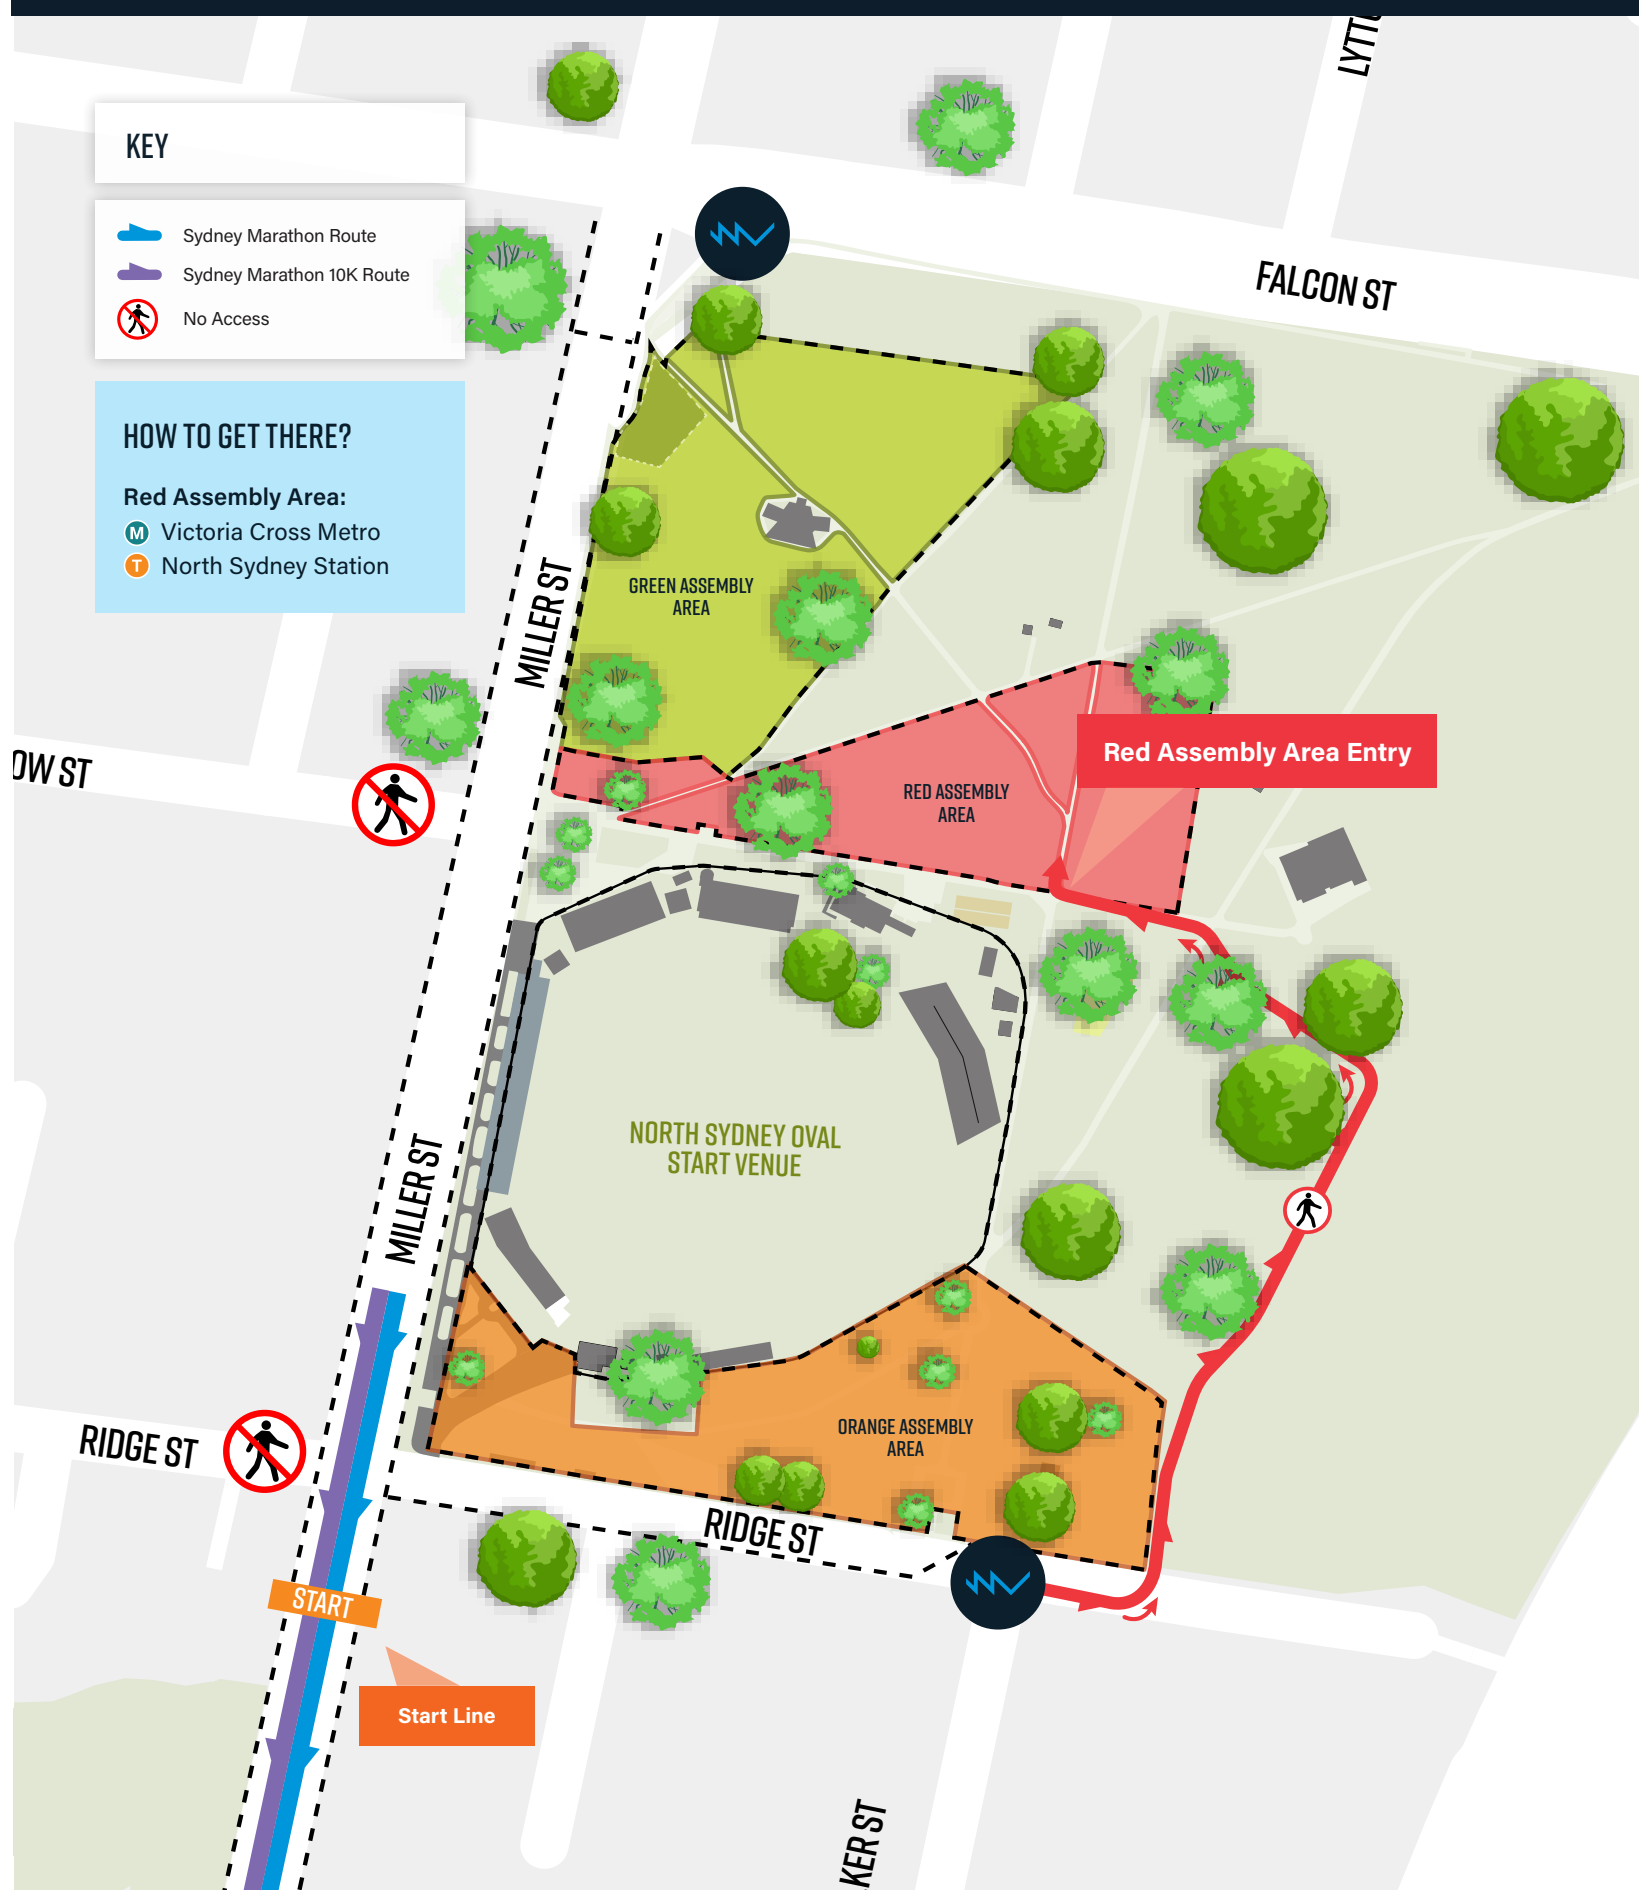 LYTTO
KEY
Sydney Marathon Route
Sydney Marathon 10K Route
No Access
FALCON ST
HOW TO GET THERE?
Red Assembly Area:
M Victoria Cross Metro
T North Sydney Station
MILLER ST
GREEN ASSEMBLY
AREA
Red Assembly Area Entry
OW ST
RED ASSEMBLY
AREA
NORTH SYDNEY OVAL
START VENUE
MILLER ST
ORANGE ASSEMBLY
AREA
RIDGE ST
RIDGE ST
START
Start Line
KER ST